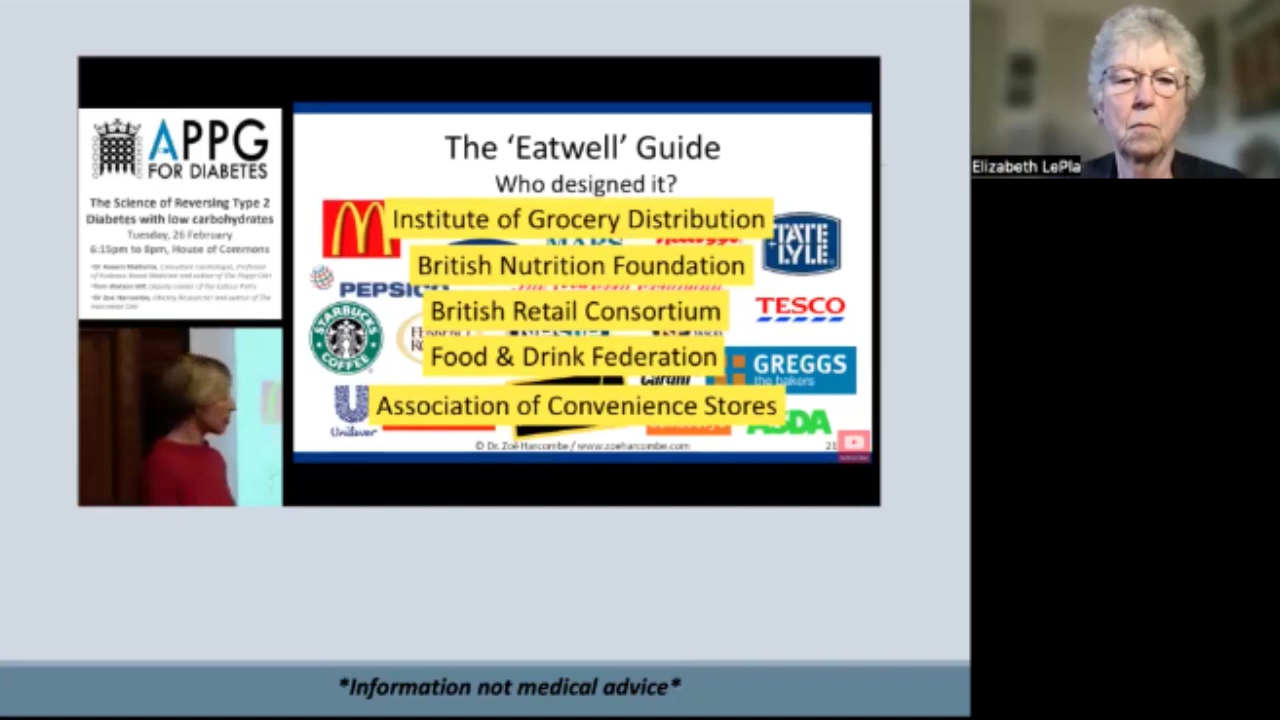 APPG
FOR DIABETES
The Science of Reversing Type 2
Diabetes with low carbohydrates
Tuesday, 26 February
6:15pm to 8pm, House of Commons
The ‘Eatwell’ Guide
Who designed it?
Institute of Grocery Distribution
British Nutrition Foundation
British Retail Consortium
Food & Drink Federation
Association of Convenience Stores
TATE
LYLE
PEPSICO
TESCO
STARBUCKS
COFFEE
GREGGS
the bakers
Unilever
ASDA
© Dr. Zoë Harcombe / www.zoeharcombe.com
21
Elizabeth LePla
*Information not medical advice*